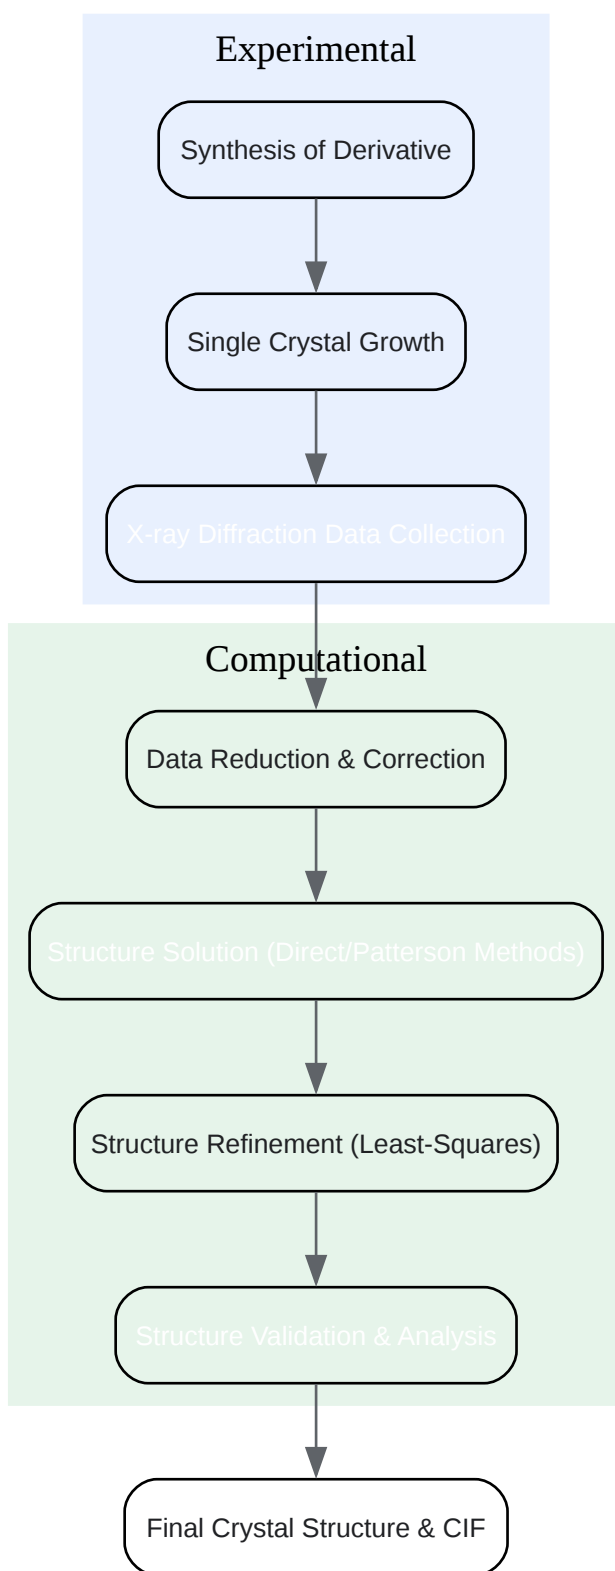 Experimental
Synthesis of Derivative
Single Crystal Growth
X-ray Diffraction Data Collection
Computational
Data Reduction & Correction
Structure Solution (Direct/Patterson Methods)
Structure Refinement (Least-Squares)
Structure Validation & Analysis
Final Crystal Structure & CIF